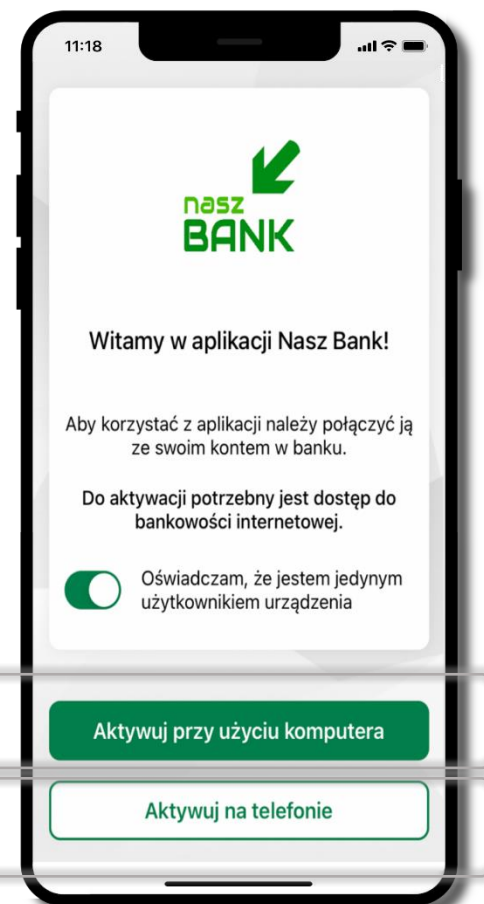 11:18
nasz
BANK
Witamy w aplikacji Nasz Bank!
Aby korzystać z aplikacji należy połączyć ją
ze swoim kontem w banku.
Do aktywacji potrzebny jest dostęp do
bankowości internetowej.
Oświadczam, że jestem jedynym
użytkownikiem urządzenia
Aktywuj przy użyciu komputera
Aktywuj na telefonie